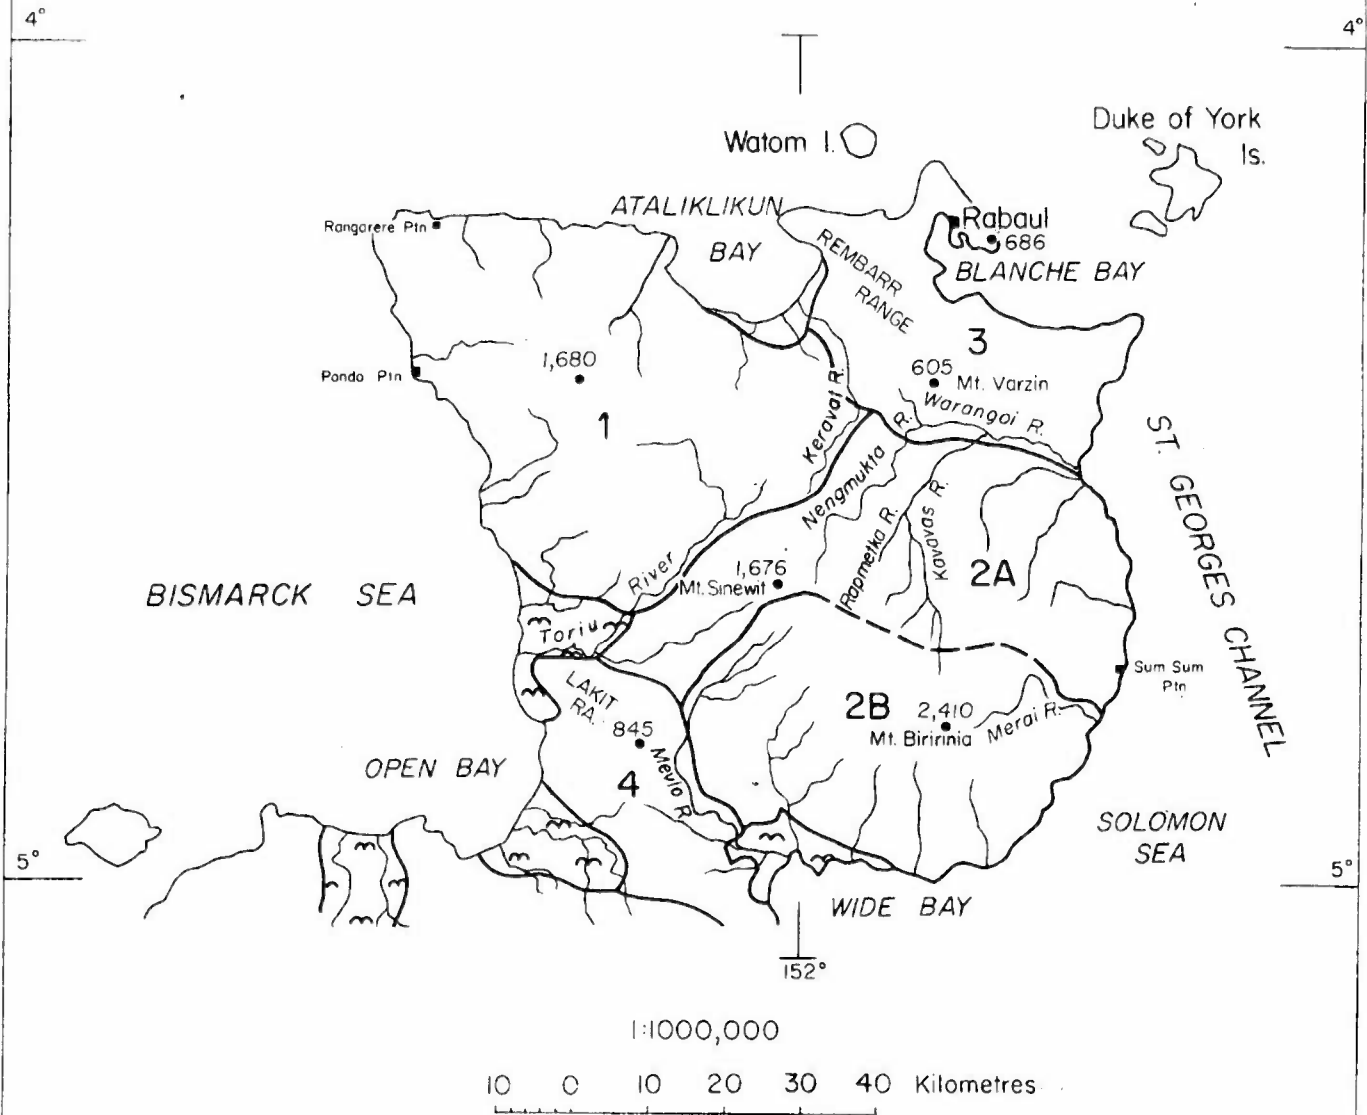 4°
4°
Duke of York
Is.
Watom I.
ATALIKLIKUN
BAY
Rangarere Ptn
Rabaul
686
REMBARR
RANGE
BLANCHE BAY
3
1,680
605
Mt. Varzin
Pondo Ptn
Warangoi R.
1
Keravat R.
Nengmukta R.
ST. GEORGES CHANNEL
Rapmetka R.
Kavavas R.
2A
1,676
Mt. Sinewit
BISMARCK SEA
Toriu River
Sum Sum
Ptn
LAKIT
RA.
2B
2,410
Mt. Biririnia
Merai R.
845
Mevlo R.
OPEN BAY
4
SOLOMON
SEA
5°
5°
WIDE BAY
152°
1:1000,000
10 0 10 20 30 40 Kilometres